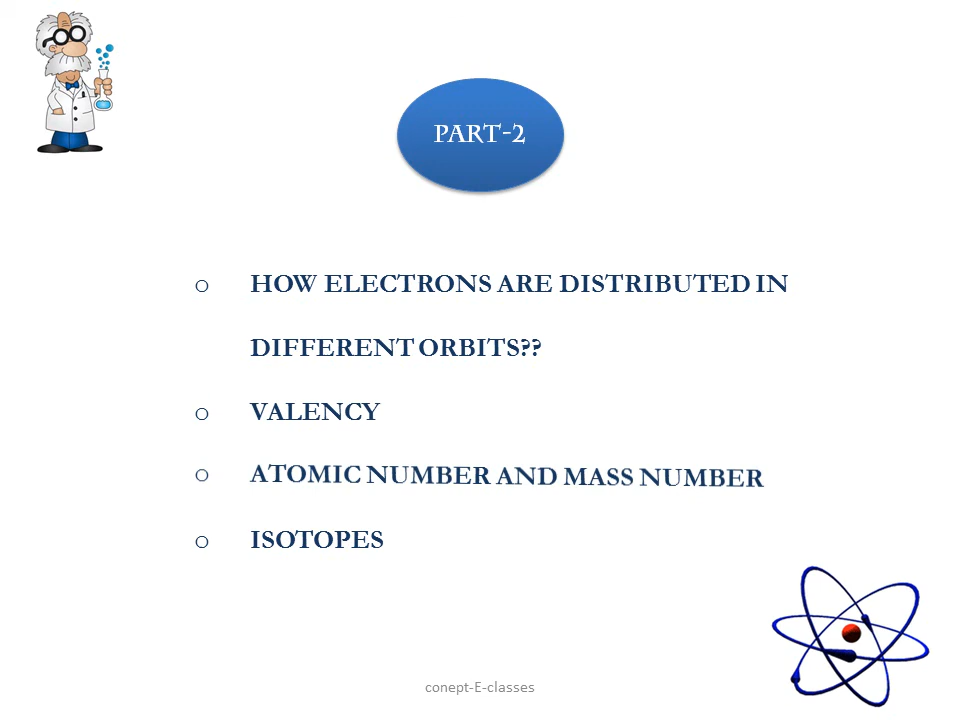 PART-2
o HOW ELECTRONS ARE DISTRIBUTED IN
DIFFERENT ORBITS??
o VALENCY
o ATOMIC NUMBER AND MASS NUMBER
o ISOTOPES
conept-E-classes